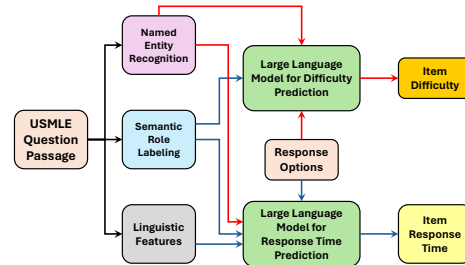 Named
Entity
Recognition
Large Language
Model for Difficulty
Prediction
Item
Difficulty
USMLE
Question
Passage
Semantic
Role
Labeling
Response
Options
Linguistic
Features
Large Language
Model for
Response Time
Prediction
Item
Response
Time